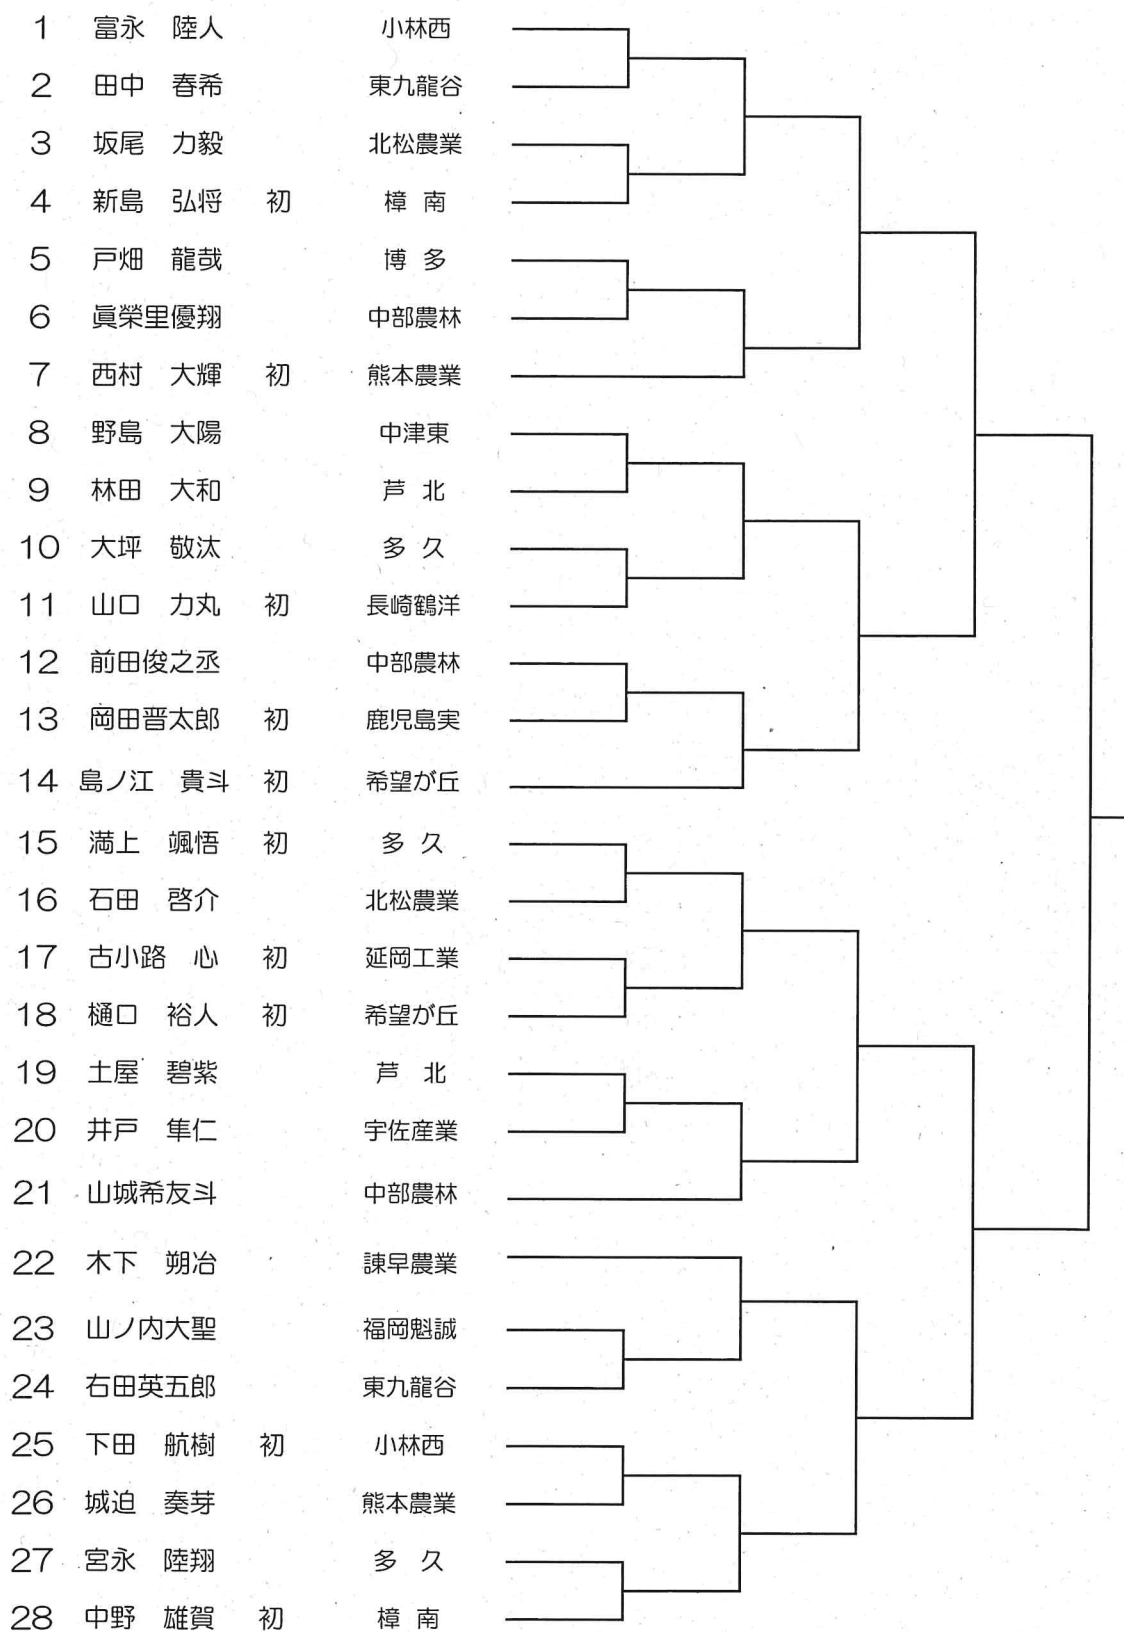 1 富永 陸人 小林西
2 田中 春希 東九龍谷
3 坂尾 力毅 北松農業
4 新島 弘将 初 樟南
5 戸畑 龍哉 博多
6 眞榮里優翔 中部農林
7 西村 大輝 初 熊本農業
8 野島 大陽 中津東
9 林田 大和 芦北
10 大坪 敬汰 多久
11 山口 力丸 初 長崎鶴洋
12 前田俊之丞 中部農林
13 岡田晋太郎 初 鹿児島実
14 島ノ江 貴斗 初 希望が丘
15 満上 颯悟 初 多久
16 石田 啓介 北松農業
17 古小路 心 初 延岡工業
18 樋口 裕人 初 希望が丘
19 土屋 碧紫 芦北
20 井戸 隼仁 宇佐産業
21 山城希友斗 中部農林
22 木下 朔冶 諫早農業
23 山ノ内大聖 福岡魁誠
24 右田英五郎 東九龍谷
25 下田 航樹 初 小林西
26 城迫 奏芽 熊本農業
27 宮永 陸翔 多久
28 中野 雄賀 初 樟南